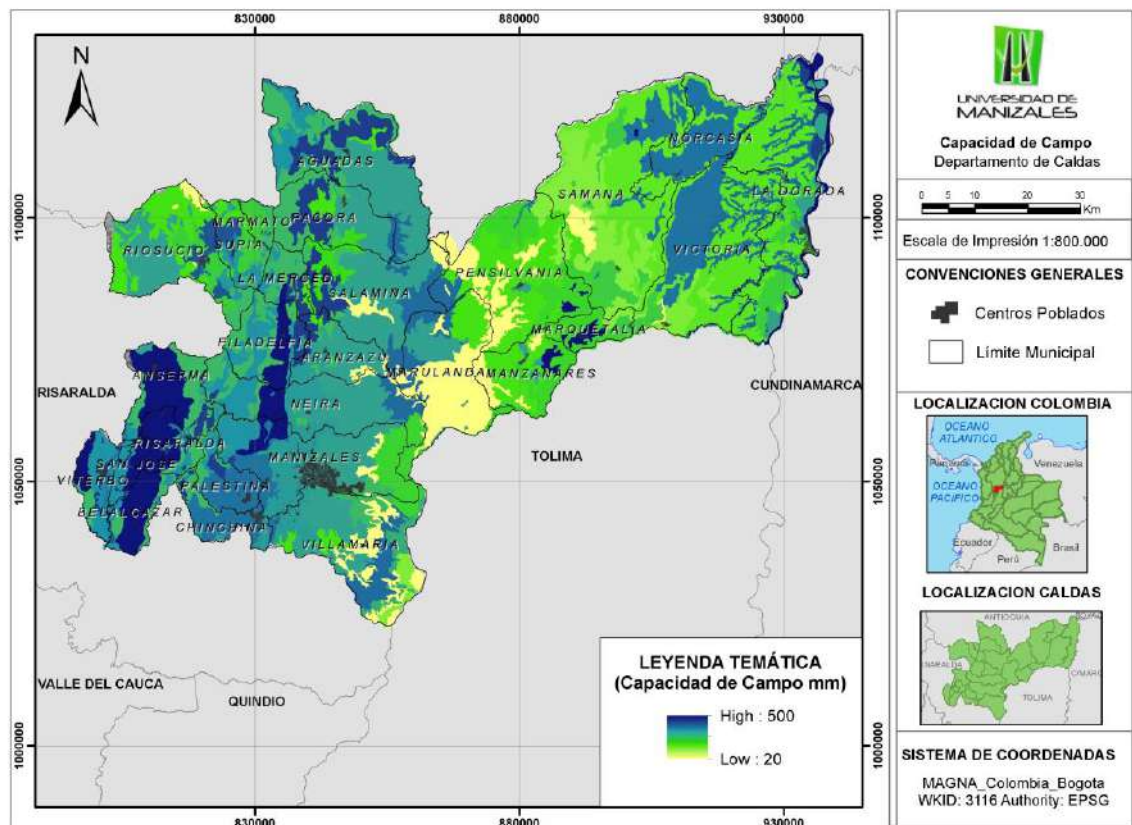 830000
880000
930000
1100000
1050000
1000000
N
AGUADAS
NORCASIA
SAMANA
LA DORADA
MARMATO
PACORA
RIOSUCIO
SUPIA
VICTORIA
LA MERCED
PENSILVANIA
SALAMINA
MARQUETALIA
FILADELFIA
ARANZAZU
ANSERMA
MARULANDA
MANZANARES
RISARALDA
CUNDINAMARCA
NEIRA
RISARALDA
MANIZALES
TOLIMA
SAN JOSE
VITERBO
PALESTINA
BELALCAZAR
CHINCHINA
VILLAMARIA
VALLE DEL CAUCA
QUINDIO
LEYENDA TEMÁTICA
(Capacidad de Campo mm)
High : 500
Low : 20
1100000
1050000
1000000
830000
880000
930000
UNIVERSIDAD DE
MANIZALES
Capacidad de Campo
Departamento de Caldas
0 5 10 20 30
Km
Escala de Impresión 1:800.000
CONVENCIONES GENERALES
Centros Poblados
Límite Municipal
LOCALIZACION COLOMBIA
OCEANO
ATLANTICO
Panamá
Venezuela
OCEANO
PACIFICO
Ecuador
Perú
Brasil
LOCALIZACION CALDAS
ANTIOQUIA
TOLIMA
SISTEMA DE COORDENADAS
MAGNA_Colombia_Bogota
WKID: 3116 Authority: EPSG